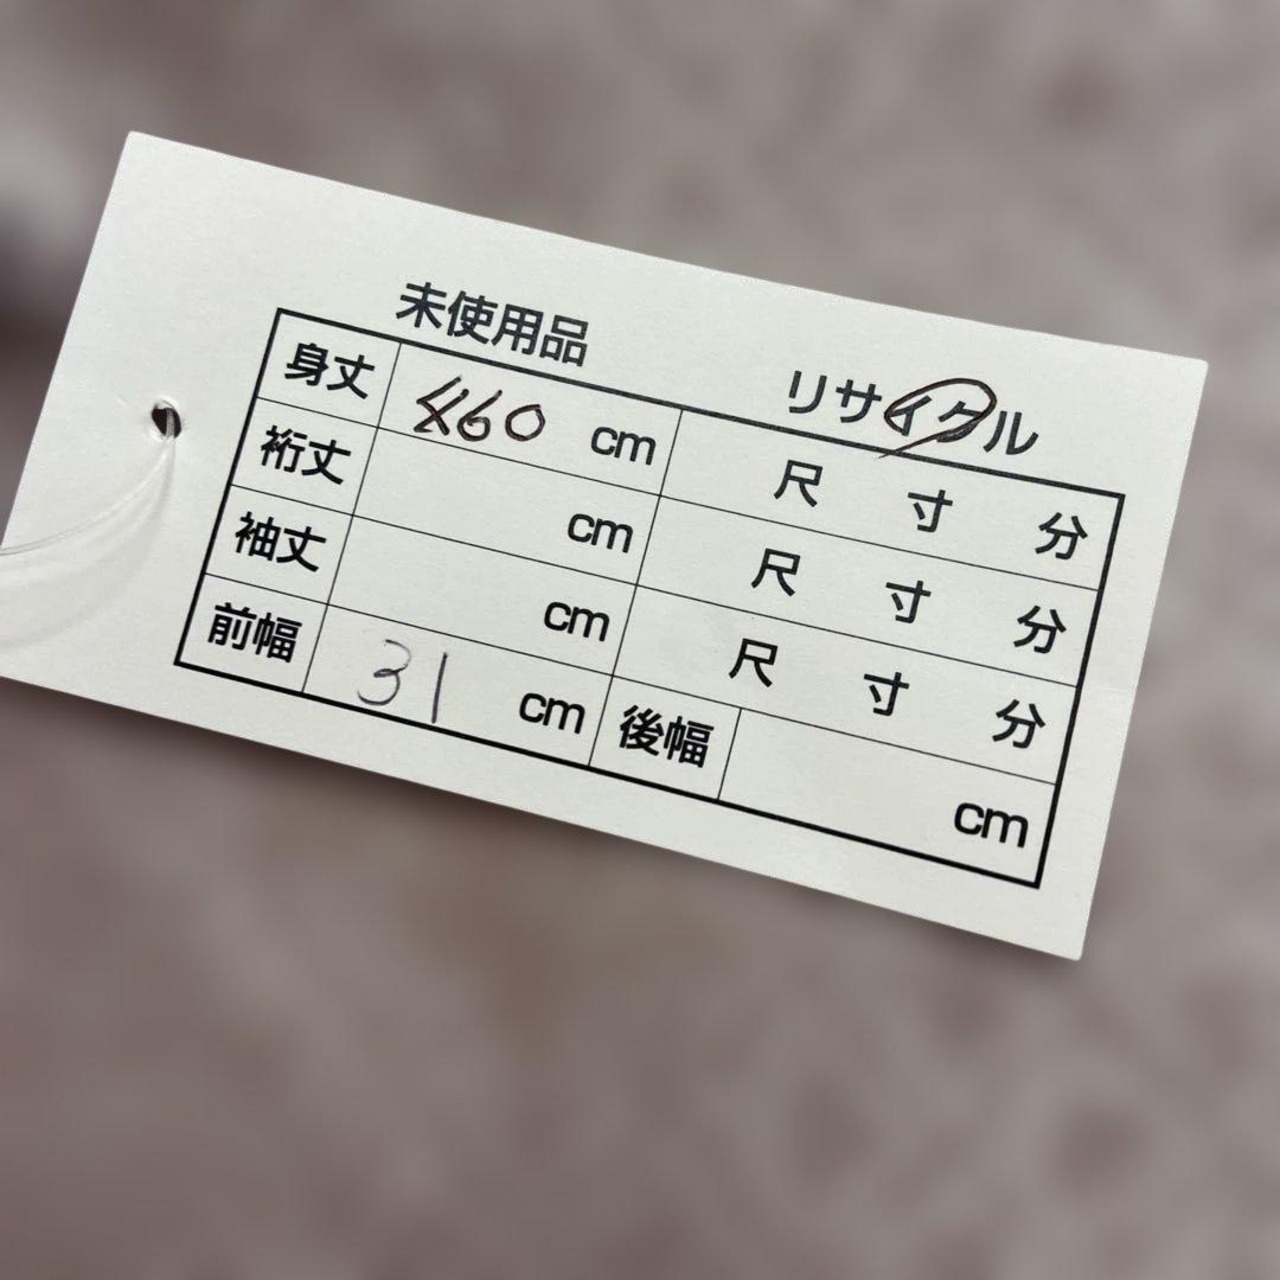 未使用品 リサイクル
身丈 460 cm 尺 寸 分
裄丈 cm 尺 寸 分
袖丈 cm 尺 寸 分
前幅 31 cm 後幅 cm